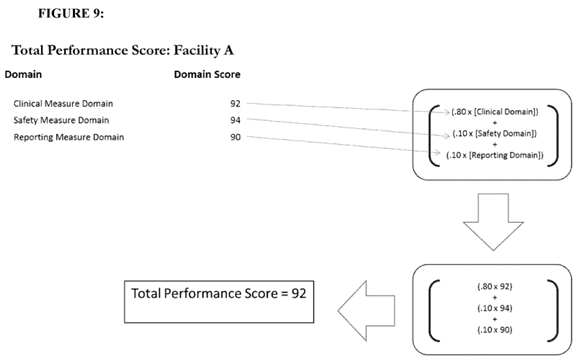 FIGURE 9:
Total Performance Score: Facility A
Domain Domain Score
Clinical Measure Domain 92
Safety Measure Domain 94
Reporting Measure Domain 90
(.80 x [Clinical Domain])
+
(.10 x [Safety Domain])
+
(.10 x [Reporting Domain])
(.80 x 92)
+
(.10 x 94)
+
(.10 x 90)
Total Performance Score = 92